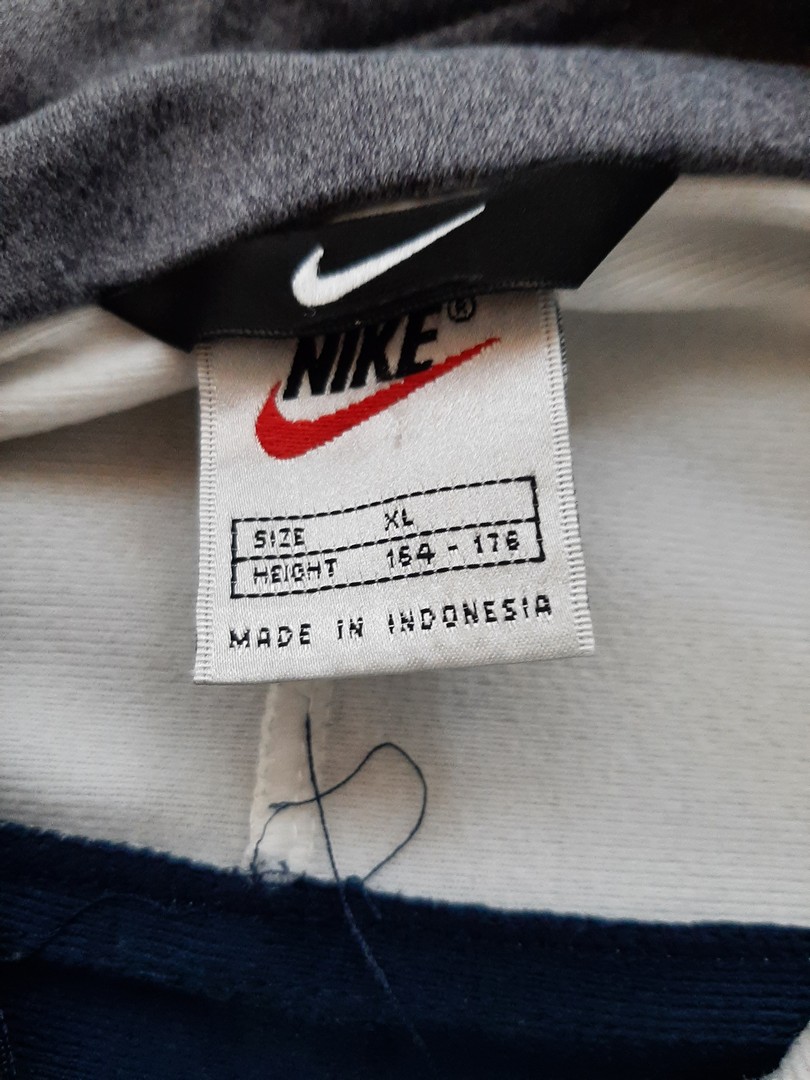 NIKE®
SIZE XL
HEIGHT 164 - 176
MADE IN INDONESIA